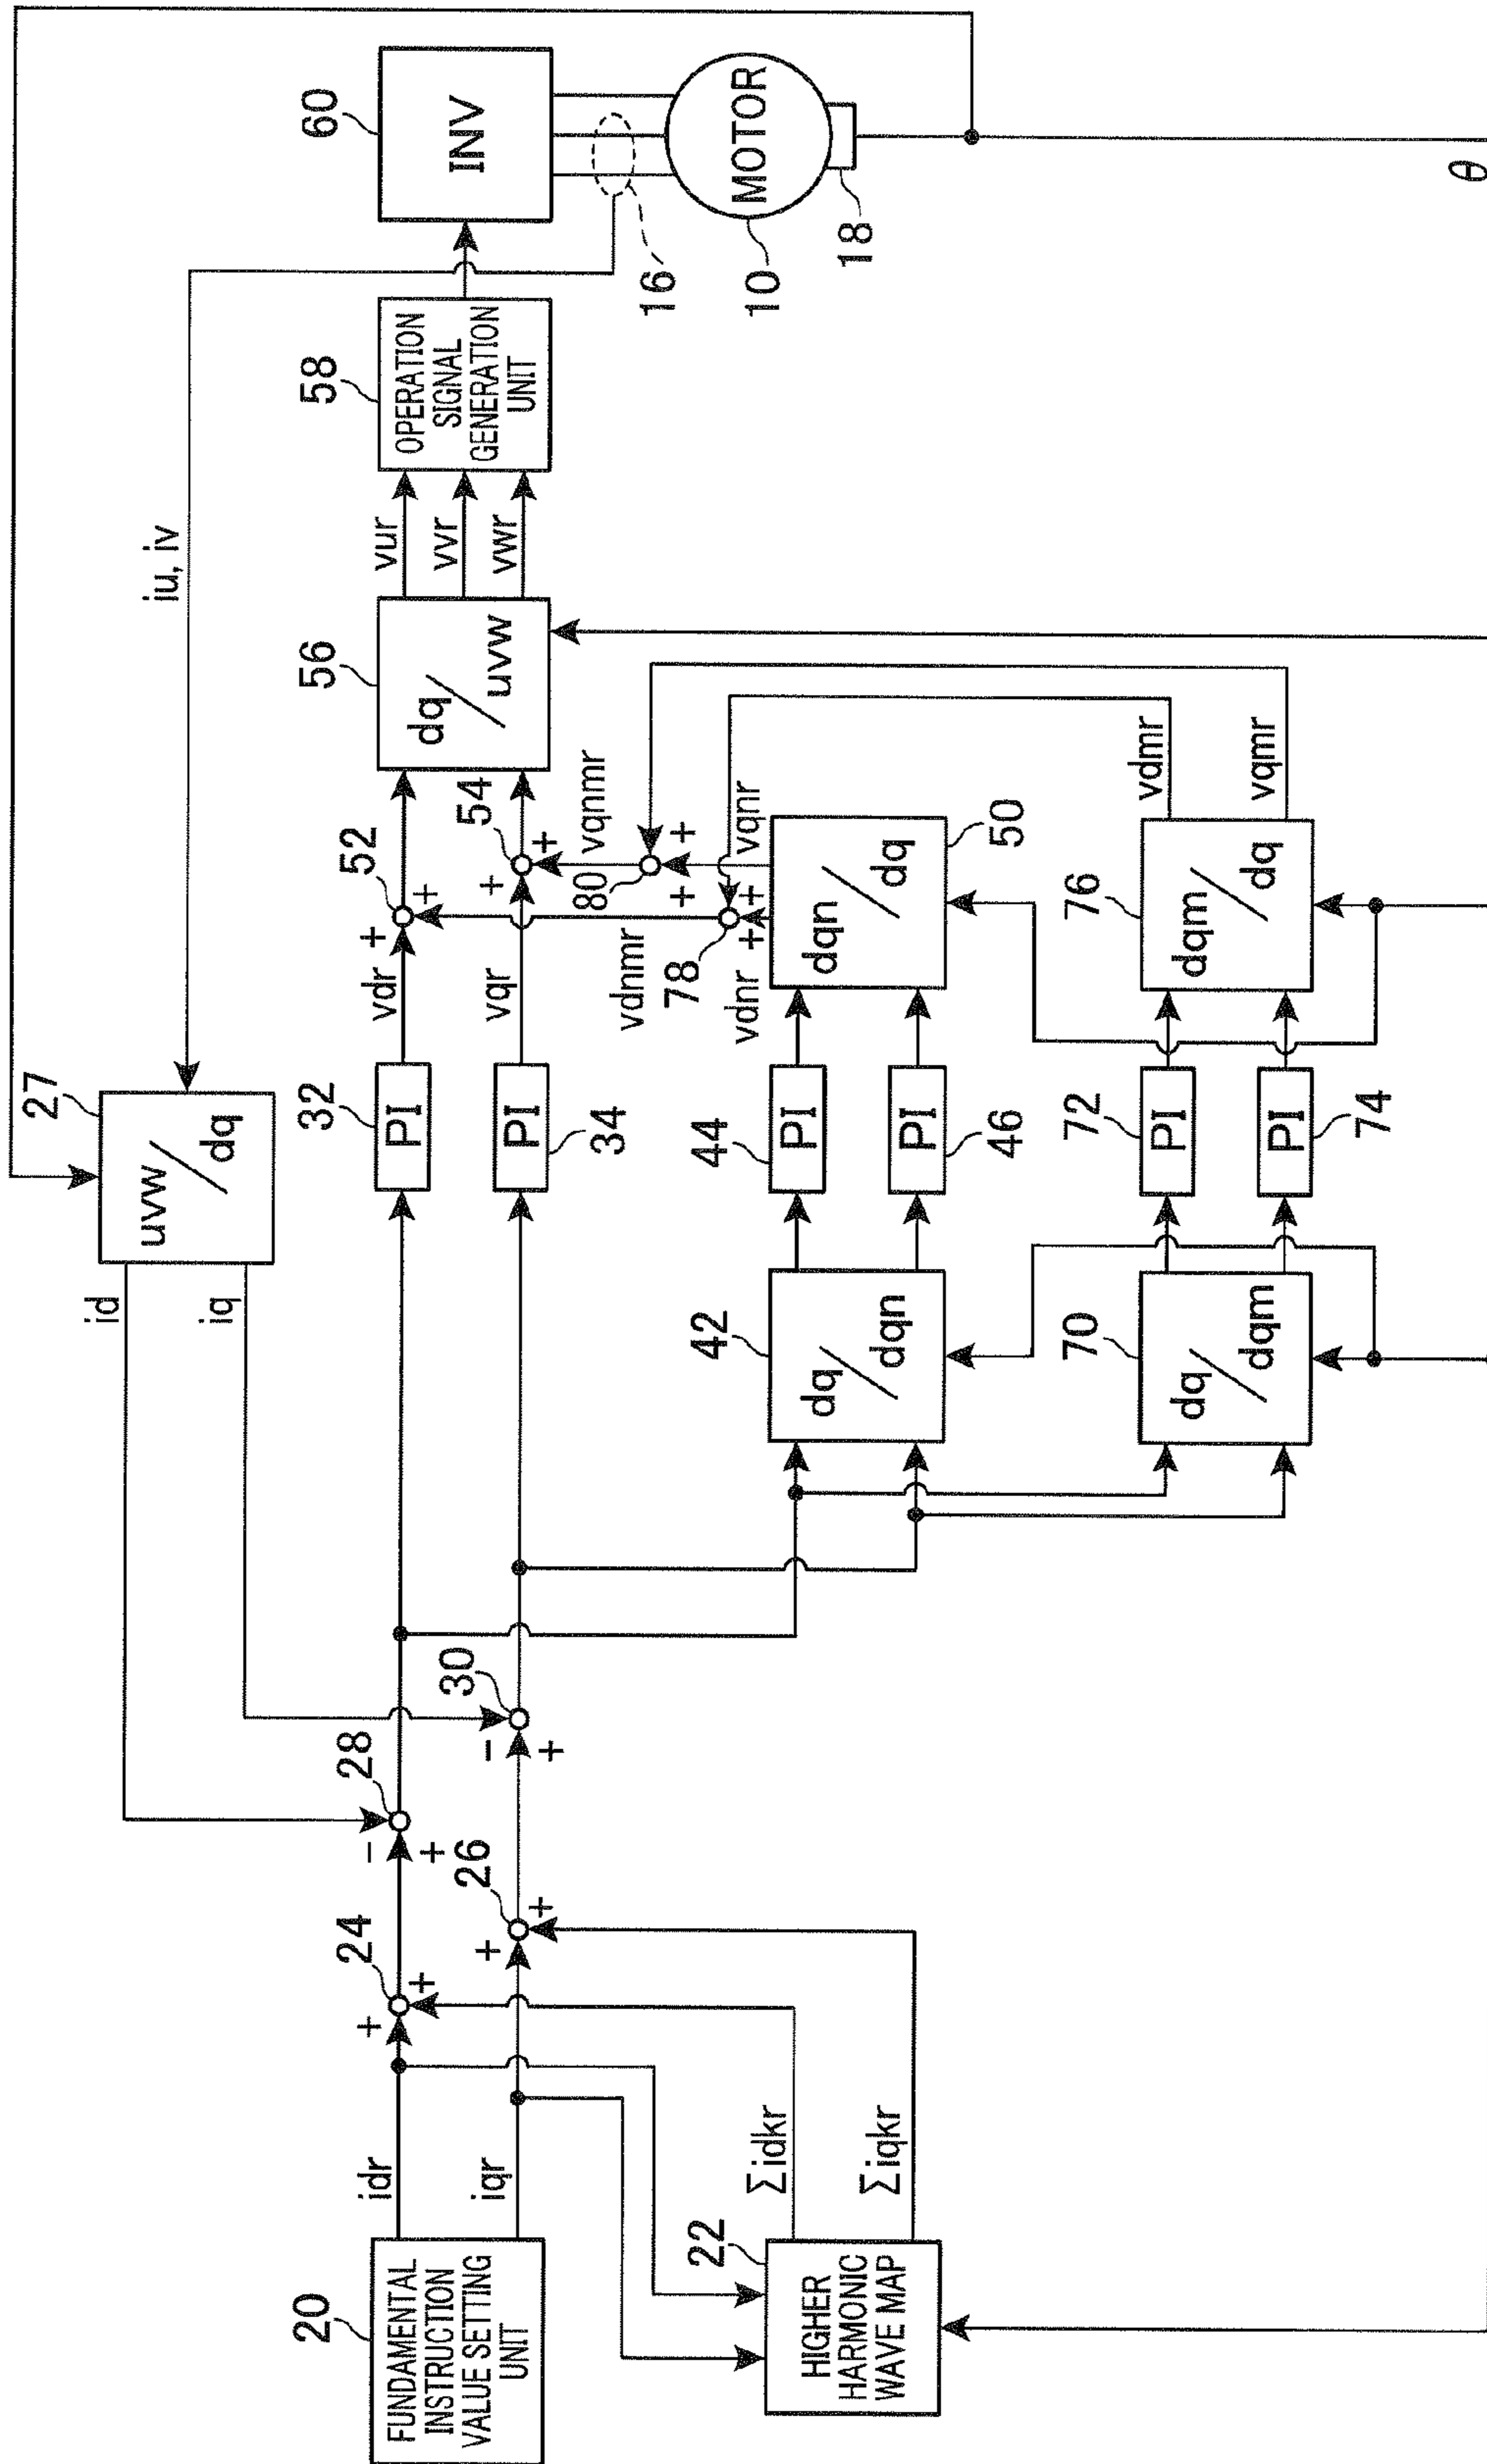 20
FUNDAMENTAL
INSTRUCTION
VALUE SETTING
UNIT
idr
iqr
22
HIGHER
HARMONIC
WAVE MAP
Σidkr
Σiqkr
24
+
+
26
+
+
28
−
+
30
−
+
27
uvw/dq
id
iq
iu, iv
32
PI
PI
34
vdr
vqr
42
dq/dqn
44
PI
PI
46
70
dq/dqm
72
PI
PI
74
dqn/dq
50
76
dqm/dq
vdmr
vqmr
vdnr
vqnr
+
+
78
+
+
80
vdnmr
vqnmr
52
+
+
54
+
+
56
dq/uvw
vur
vvr
vwr
58
OPERATION
SIGNAL
GENERATION
UNIT
60
INV
16
MOTOR
10
18
θ